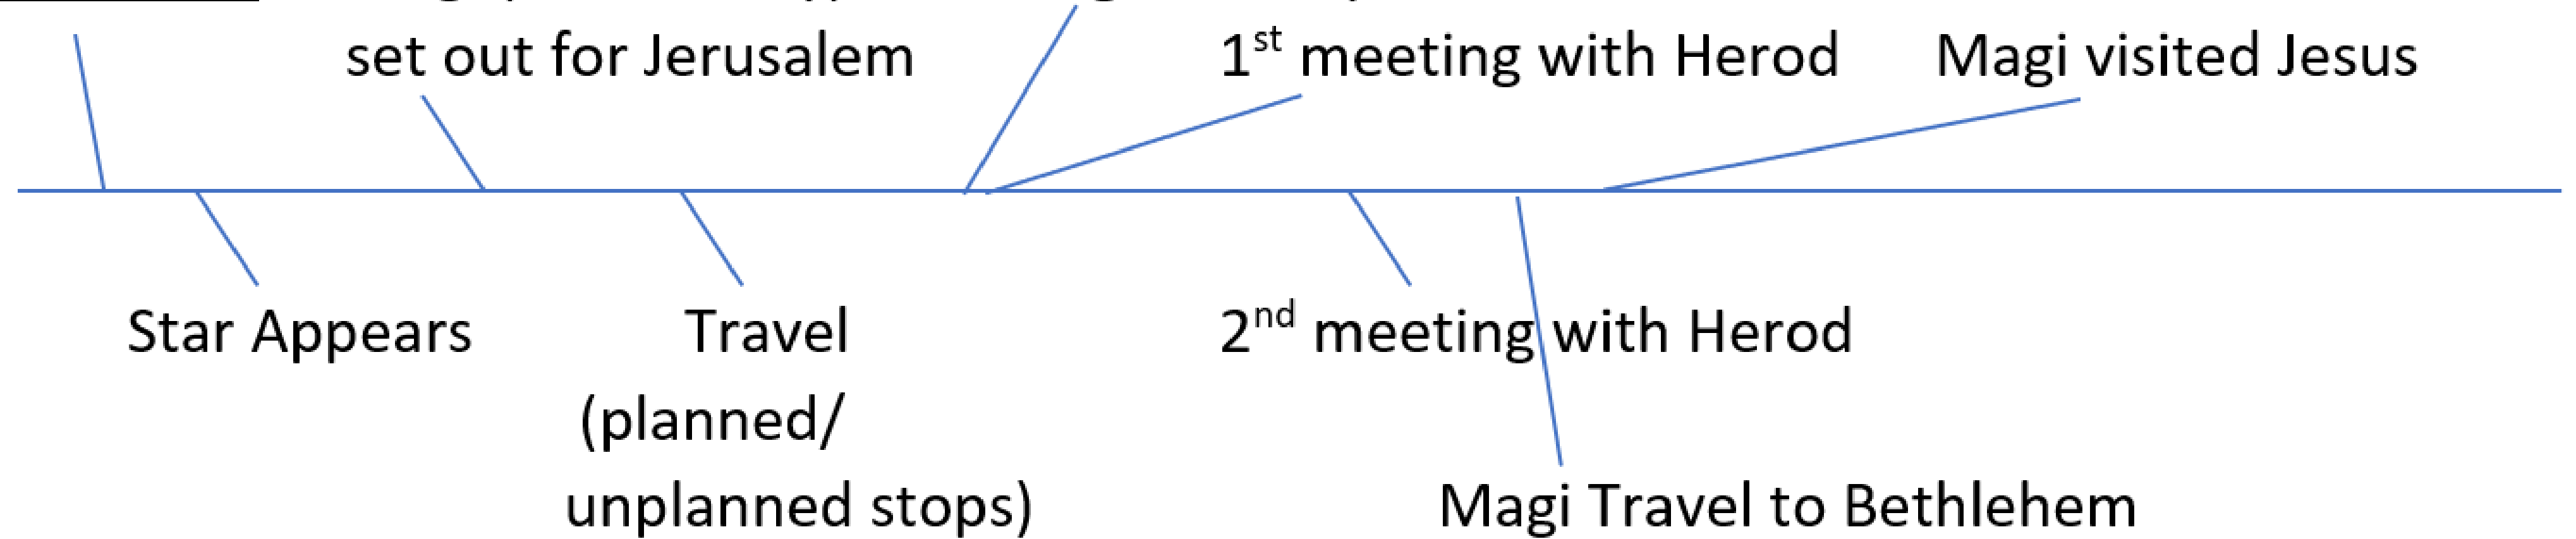 set out for Jerusalem
1st meeting with Herod
Magi visited Jesus
Star Appears
Travel
(planned/
unplanned stops)
2nd meeting with Herod
Magi Travel to Bethlehem